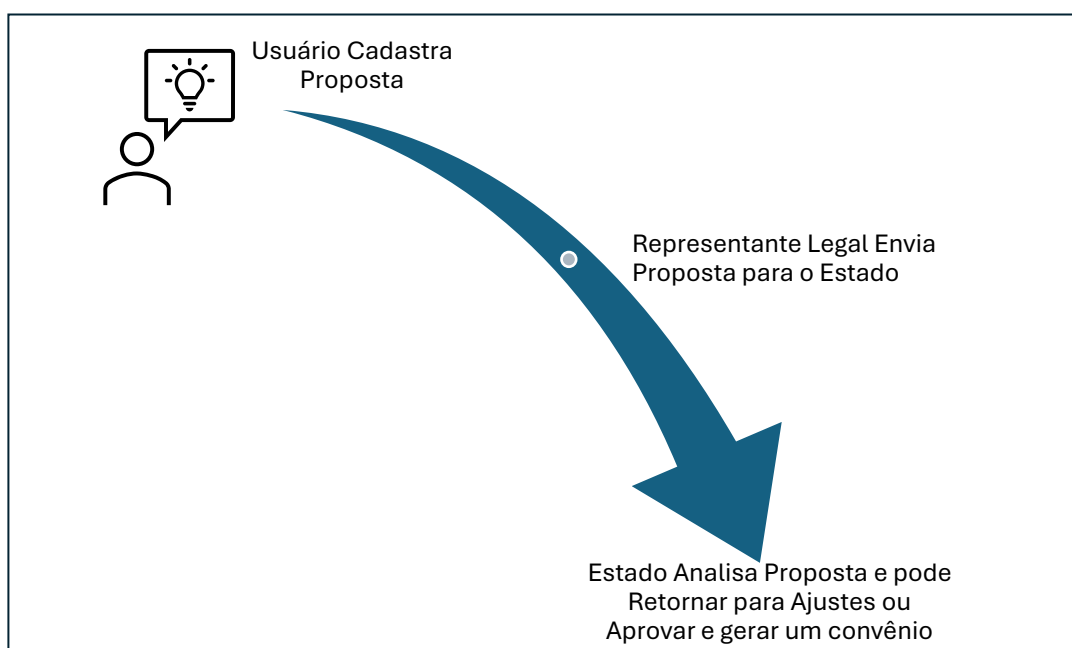 Usuário Cadastra
Proposta
Representante Legal Envia
Proposta para o Estado
Estado Analisa Proposta e pode
Retornar para Ajustes ou
Aprovar e gerar um convênio